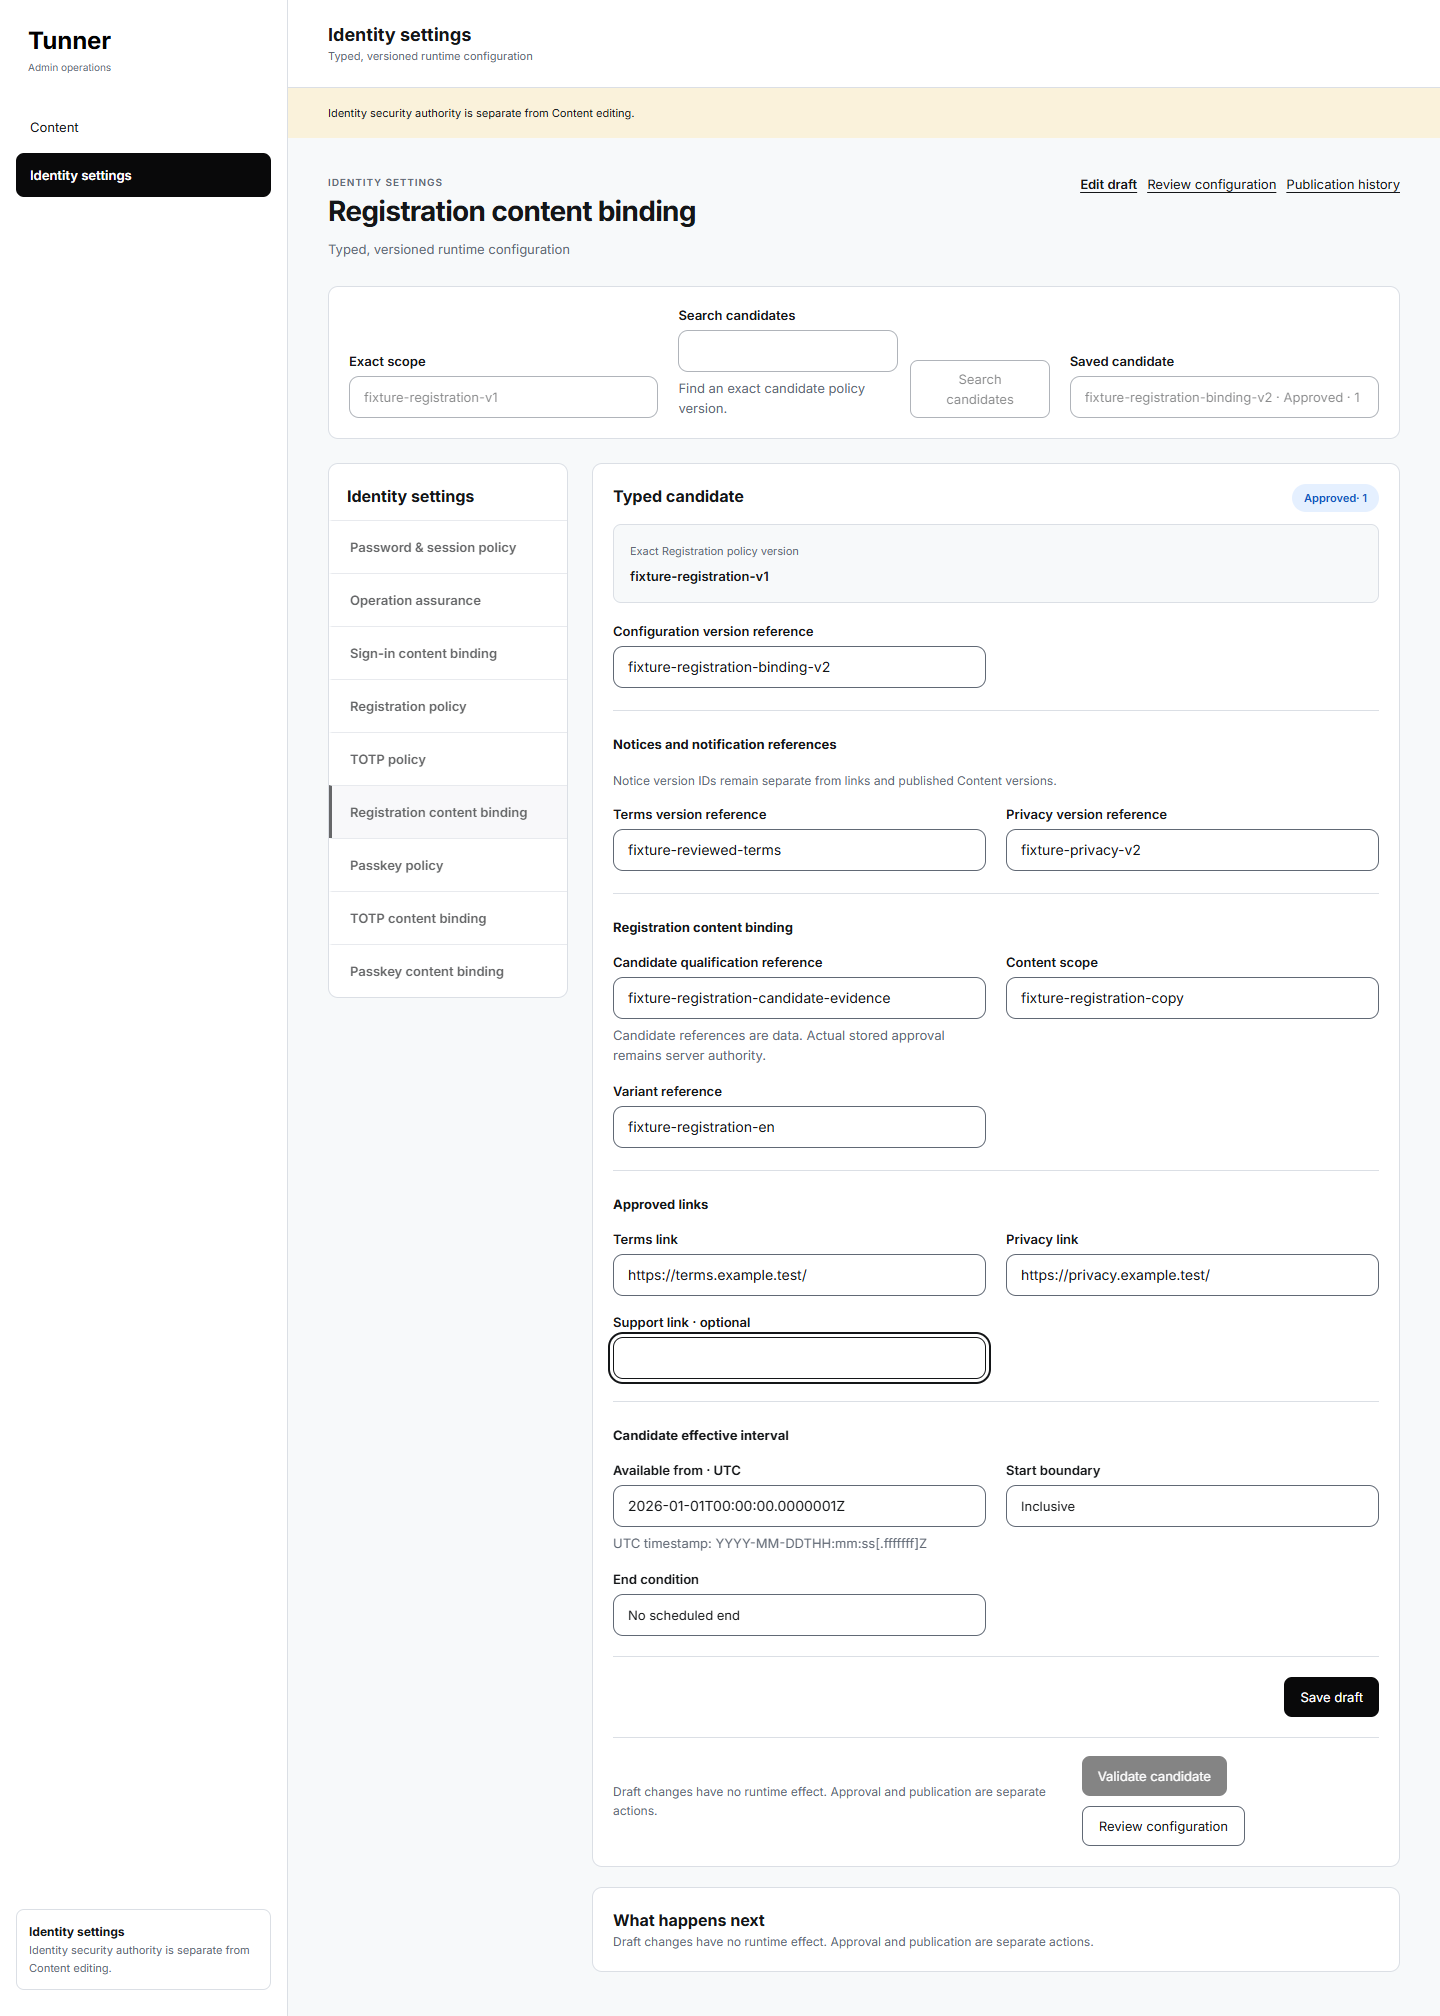 Tunner
Admin operations
Content
Identity settings
Identity settings
Typed, versioned runtime configuration
Identity security authority is separate from Content editing.
IDENTITY SETTINGS
Registration content binding
Typed, versioned runtime configuration
Edit draft
Review configuration
Publication history
Exact scope
fixture-registration-v1
Search candidates
Find an exact candidate policy
version.
Search
candidates
Saved candidate
fixture-registration-binding-v2 · Approved · 1
Identity settings
Password & session policy
Operation assurance
Sign-in content binding
Registration policy
TOTP policy
Registration content binding
Passkey policy
TOTP content binding
Passkey content binding
Typed candidate
Approved· 1
Exact Registration policy version
fixture-registration-v1
Configuration version reference
fixture-registration-binding-v2
Notices and notification references
Notice version IDs remain separate from links and published Content versions.
Terms version reference
fixture-reviewed-terms
Privacy version reference
fixture-privacy-v2
Registration content binding
Candidate qualification reference
fixture-registration-candidate-evidence
Candidate references are data. Actual stored approval
remains server authority.
Content scope
fixture-registration-copy
Variant reference
fixture-registration-en
Approved links
Terms link
https://terms.example.test/
Privacy link
https://privacy.example.test/
Support link · optional
Candidate effective interval
Available from · UTC
2026-01-01T00:00:00.0000001Z
UTC timestamp: YYYY-MM-DDTHH:mm:ss[.fffffff]Z
Start boundary
Inclusive
End condition
No scheduled end
Save draft
Draft changes have no runtime effect. Approval and publication are separate
actions.
Validate candidate
Review configuration
What happens next
Draft changes have no runtime effect. Approval and publication are separate actions.
Identity settings
Identity security authority is separate from
Content editing.